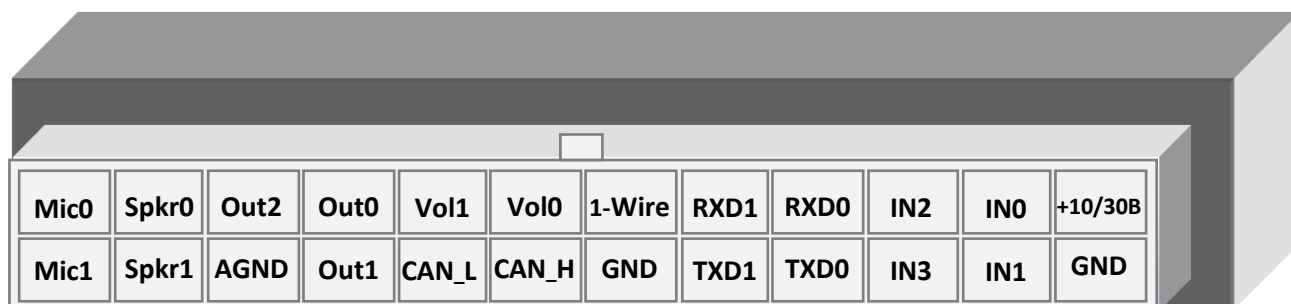 Mic0 Spkr0 Out2 Out0 Vol1 Vol0 1-Wire RXD1 RXD0 IN2 IN0 +10/30В
Mic1 Spkr1 AGND Out1 CAN_L CAN_H GND TXD1 TXD0 IN3 IN1 GND